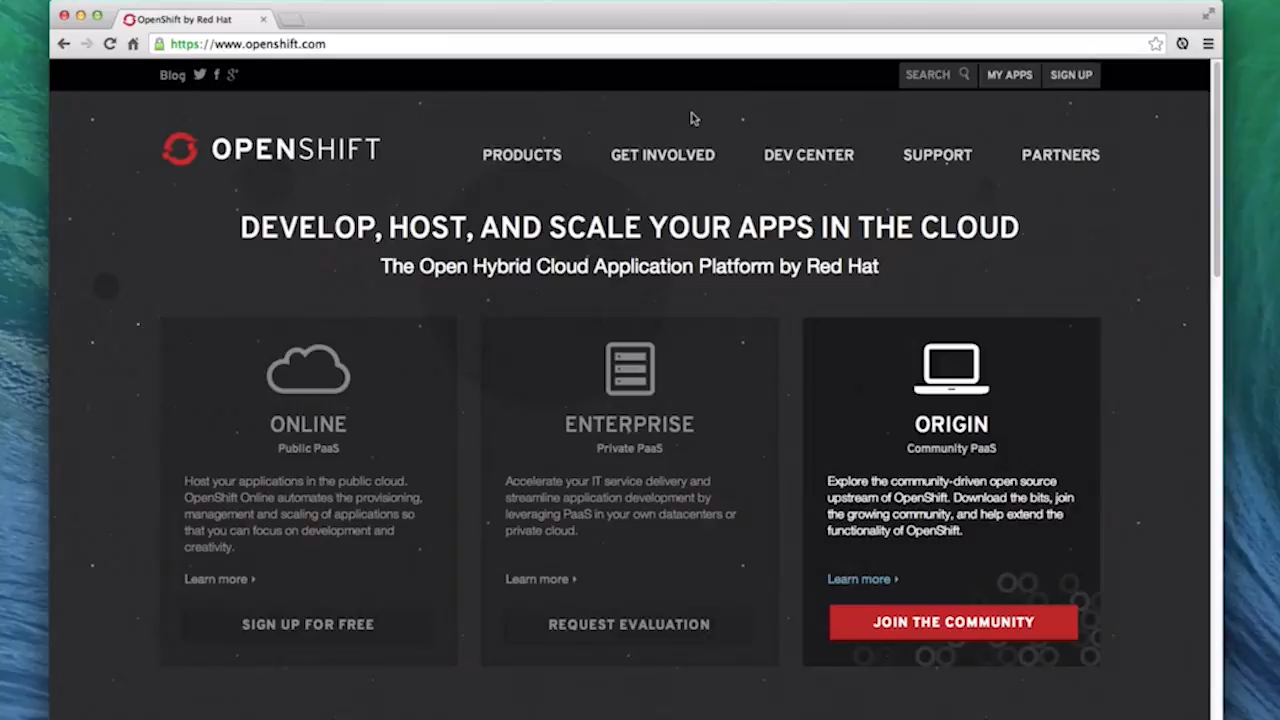 OpenShift by Red Hat
https://www.openshift.com
Blog
SEARCH
MY APPS
SIGN UP
OPENSHIFT
PRODUCTS
GET INVOLVED
DEV CENTER
SUPPORT
PARTNERS
DEVELOP, HOST, AND SCALE YOUR APPS IN THE CLOUD
The Open Hybrid Cloud Application Platform by Red Hat
ONLINE
Public PaaS
Host your applications in the public cloud.
OpenShift Online automates the provisioning,
management and scaling of applications so
that you can focus on development and
creativity.
Learn more
SIGN UP FOR FREE
ENTERPRISE
Private PaaS
Accelerate your IT service delivery and
streamline application development by
leveraging PaaS in your own datacenters or
private cloud.
Learn more
REQUEST EVALUATION
ORIGIN
Community PaaS
Explore the community-driven open source
upstream of OpenShift. Download the bits, join
the growing community, and help extend the
functionality of OpenShift.
Learn more
JOIN THE COMMUNITY